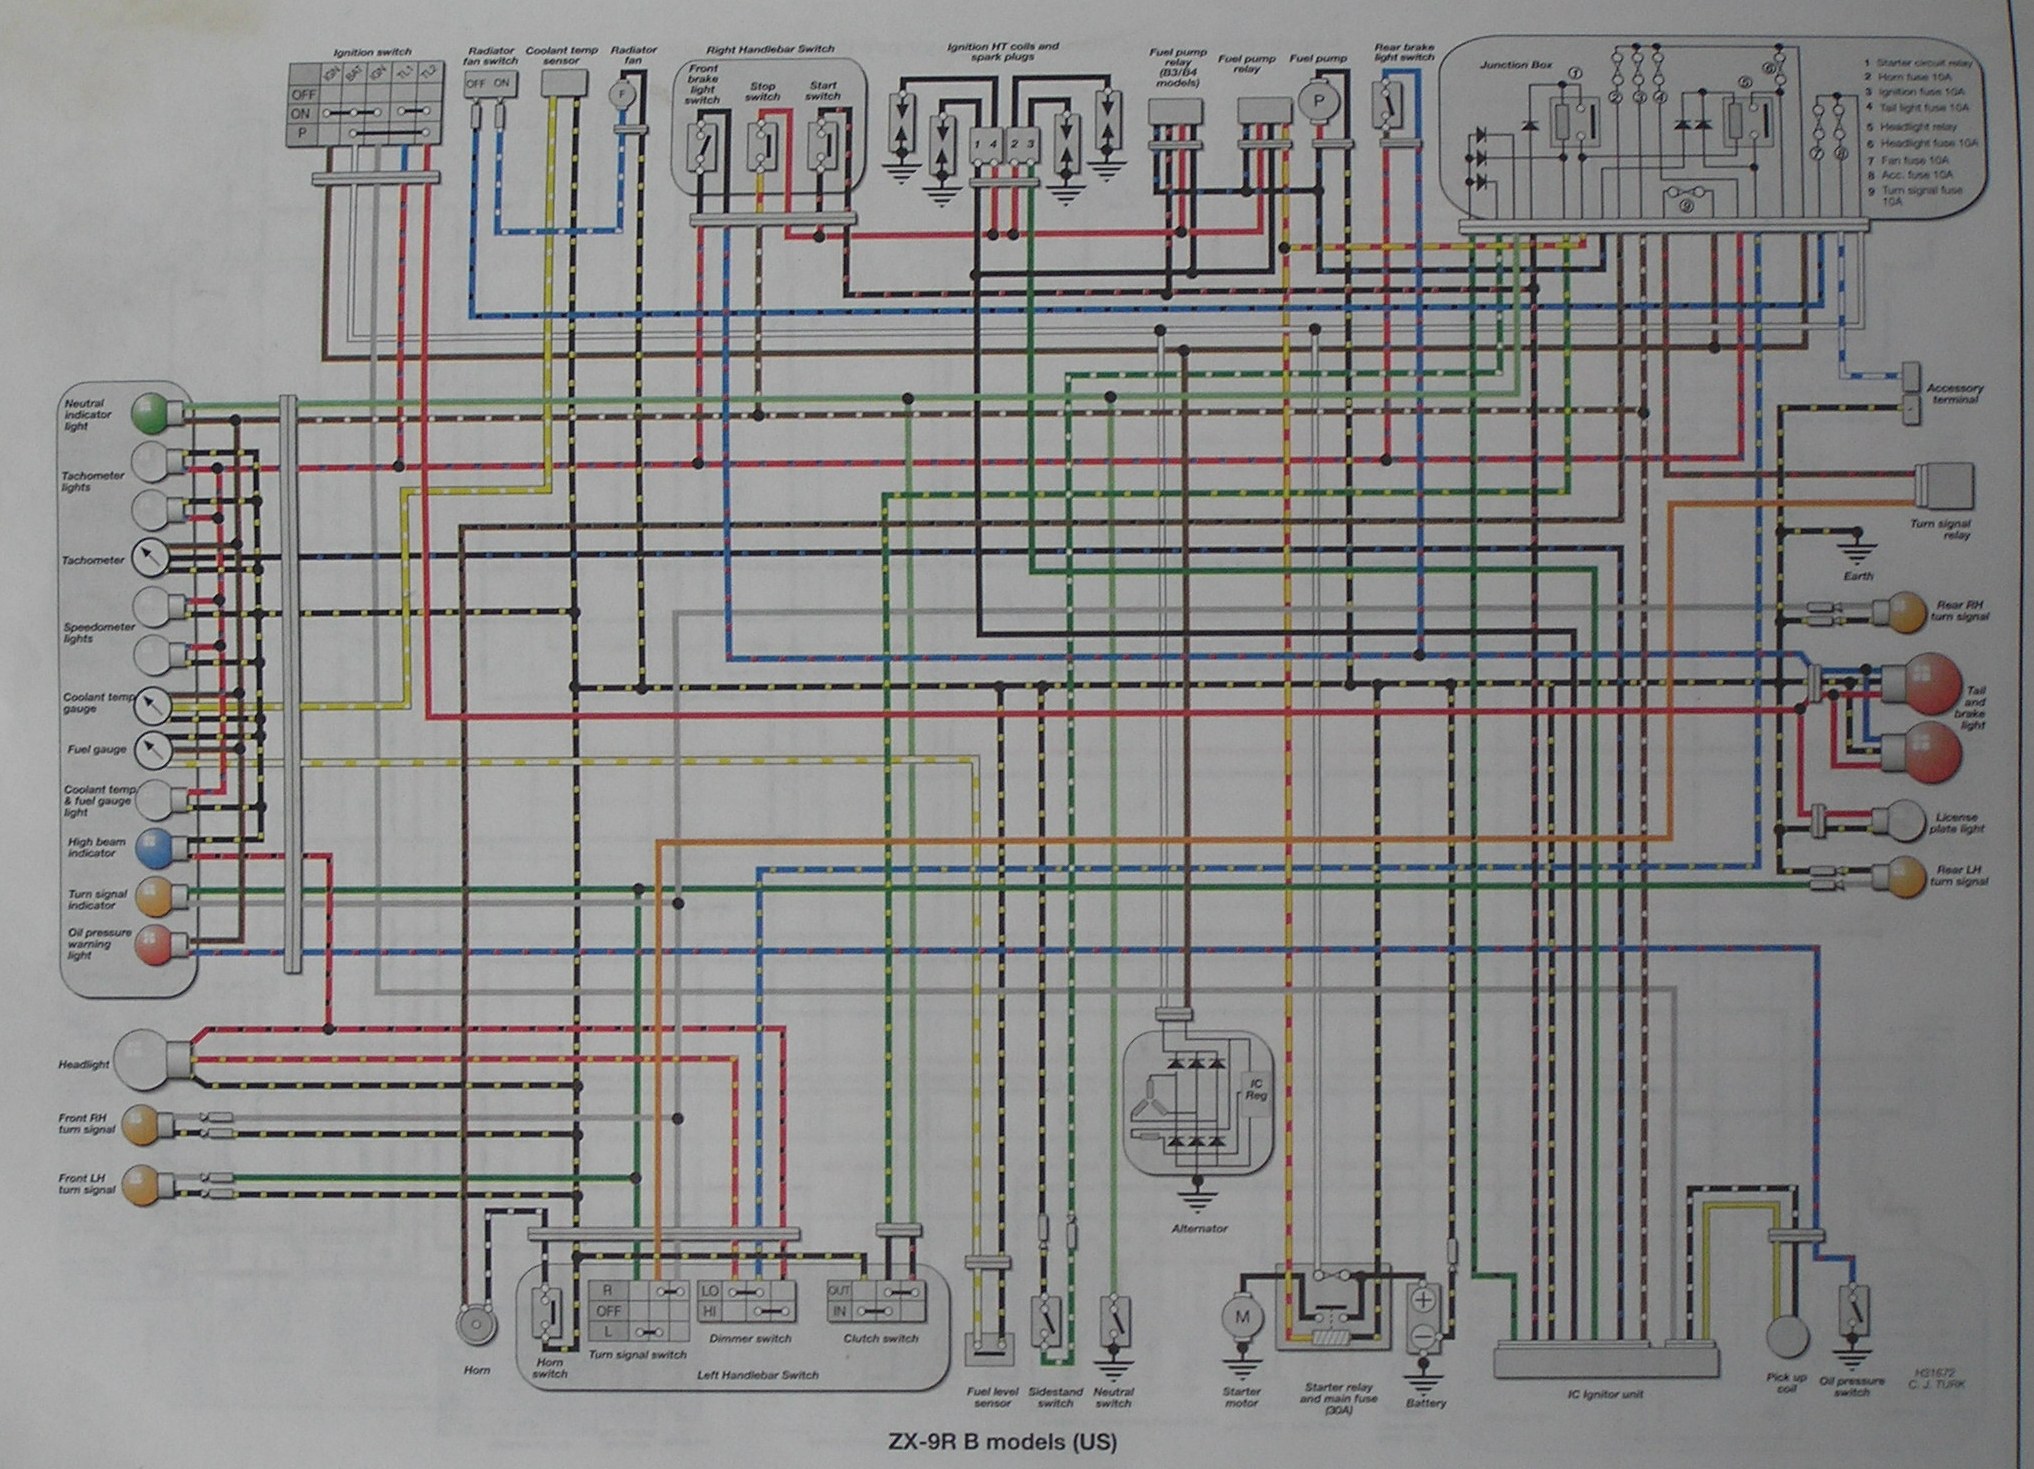 Ignition switch
IGN
BAT
IGN
TL1
TL2
OFF
ON
P
Radiator
fan switch
OFF ON
Coolant temp
sensor
Radiator
fan
F
Right Handlebar Switch
Front
brake
light
switch
Stop
switch
Start
switch
Ignition HT coils and
spark plugs
1 4
2 3
Fuel pump
relay
(B3/B4
models)
Fuel pump
relay
Fuel pump
P
Rear brake
light switch
Junction Box
1
2
3
4
5
6
7
8
9
1 Starter circuit relay
2 Horn fuse 10A
3 Ignition fuse 10A
4 Tail light fuse 10A
5 Headlight relay
6 Headlight fuse 10A
7 Fan fuse 10A
8 Acc. fuse 10A
9 Turn signal fuse
10A
Neutral
indicator
light
Tachometer
lights
Tachometer
Speedometer
lights
Coolant temp
gauge
Fuel gauge
Coolant temp
& fuel gauge
light
High beam
indicator
Turn signal
indicator
Oil pressure
warning
light
Headlight
Front RH
turn signal
Front LH
turn signal
Accessory
terminal
Turn signal
relay
Earth
Rear RH
turn signal
Tail
and
brake
light
License
plate light
Rear LH
turn signal
IC
Reg
Alternator
Horn
Horn
switch
R
OFF
L
Turn signal switch
LO
HI
Dimmer switch
OUT
IN
Clutch switch
Left Handlebar Switch
Fuel level
sensor
Sidestand
switch
Neutral
switch
M
Starter
motor
Starter relay
and main fuse
(30A)
+
−
Battery
IC Ignitor unit
Pick up
coil
Oil pressure
switch
HS1672
C. J. TURK
ZX-9R B models (US)